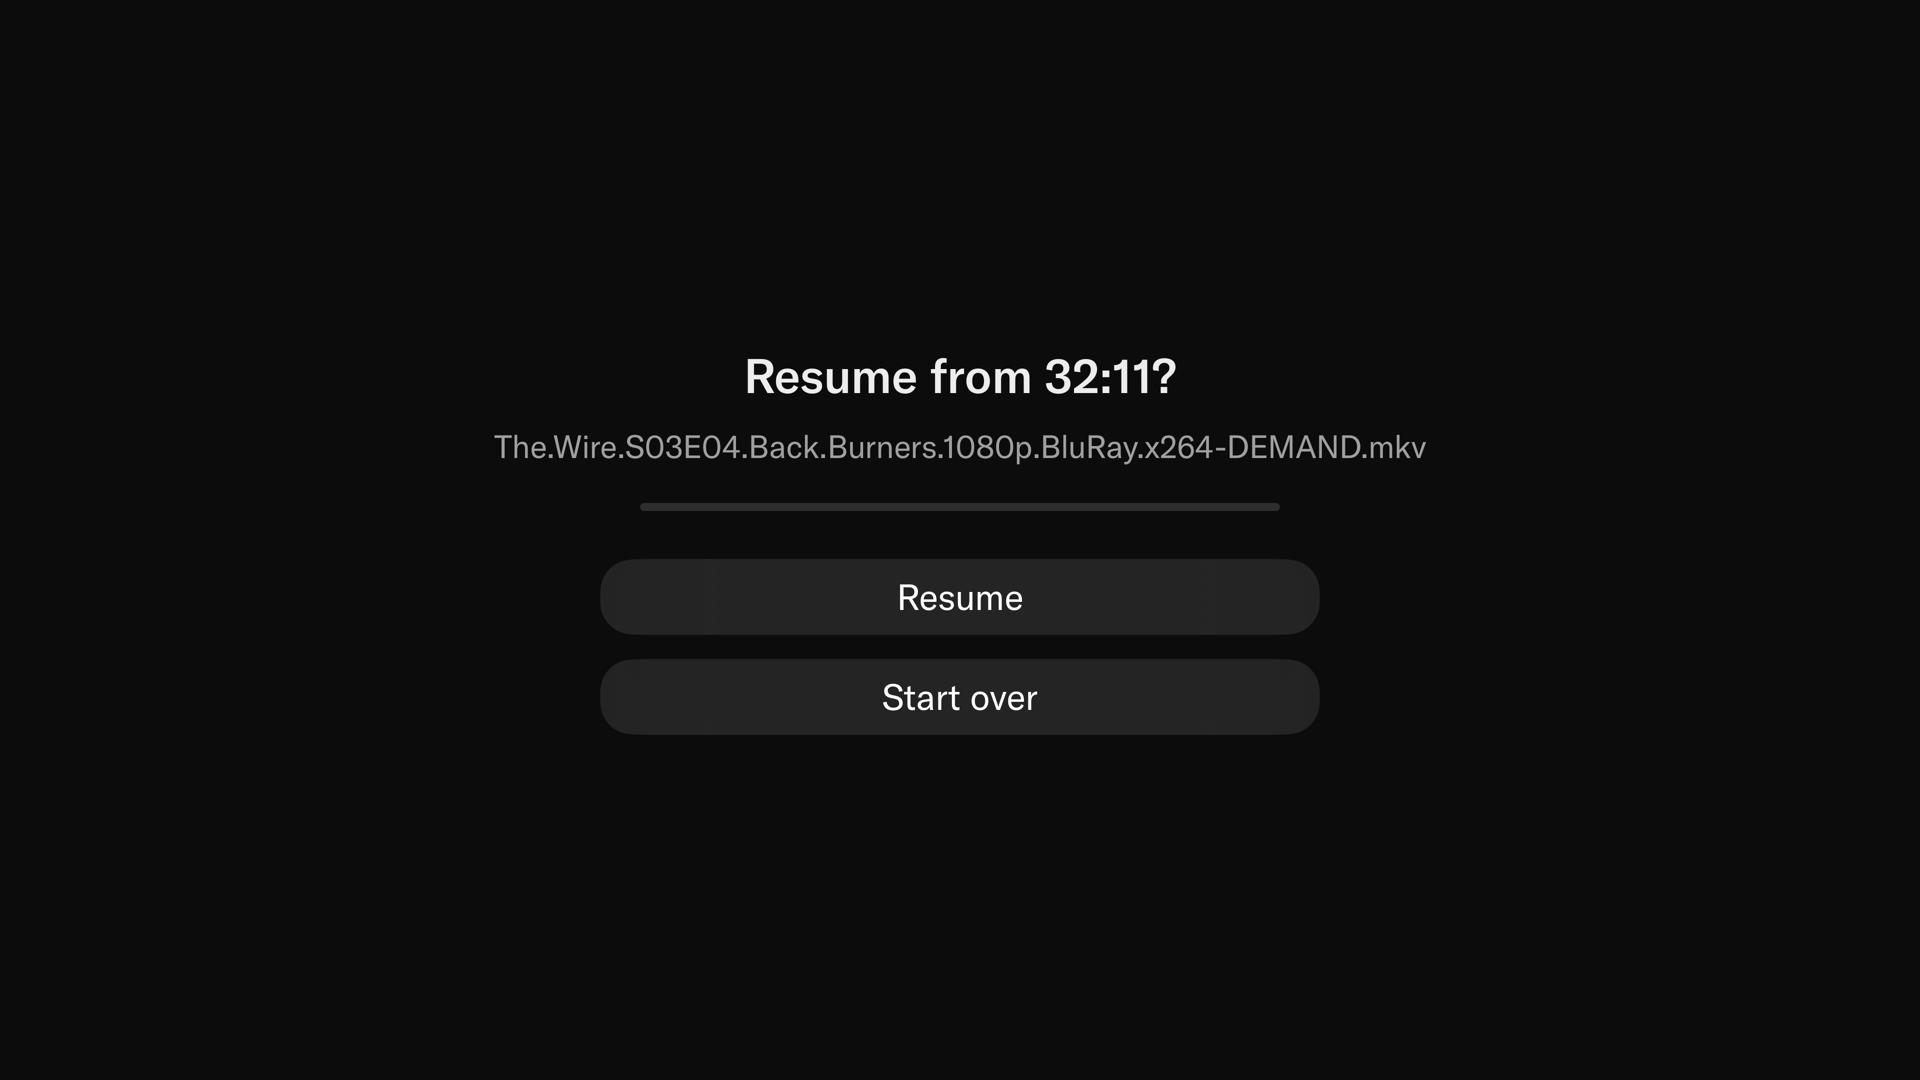 Resume from 32:11?
The.Wire.S03E04.Back.Burners.1080p.BluRay.x264-DEMAND.mkv
Resume
Start over